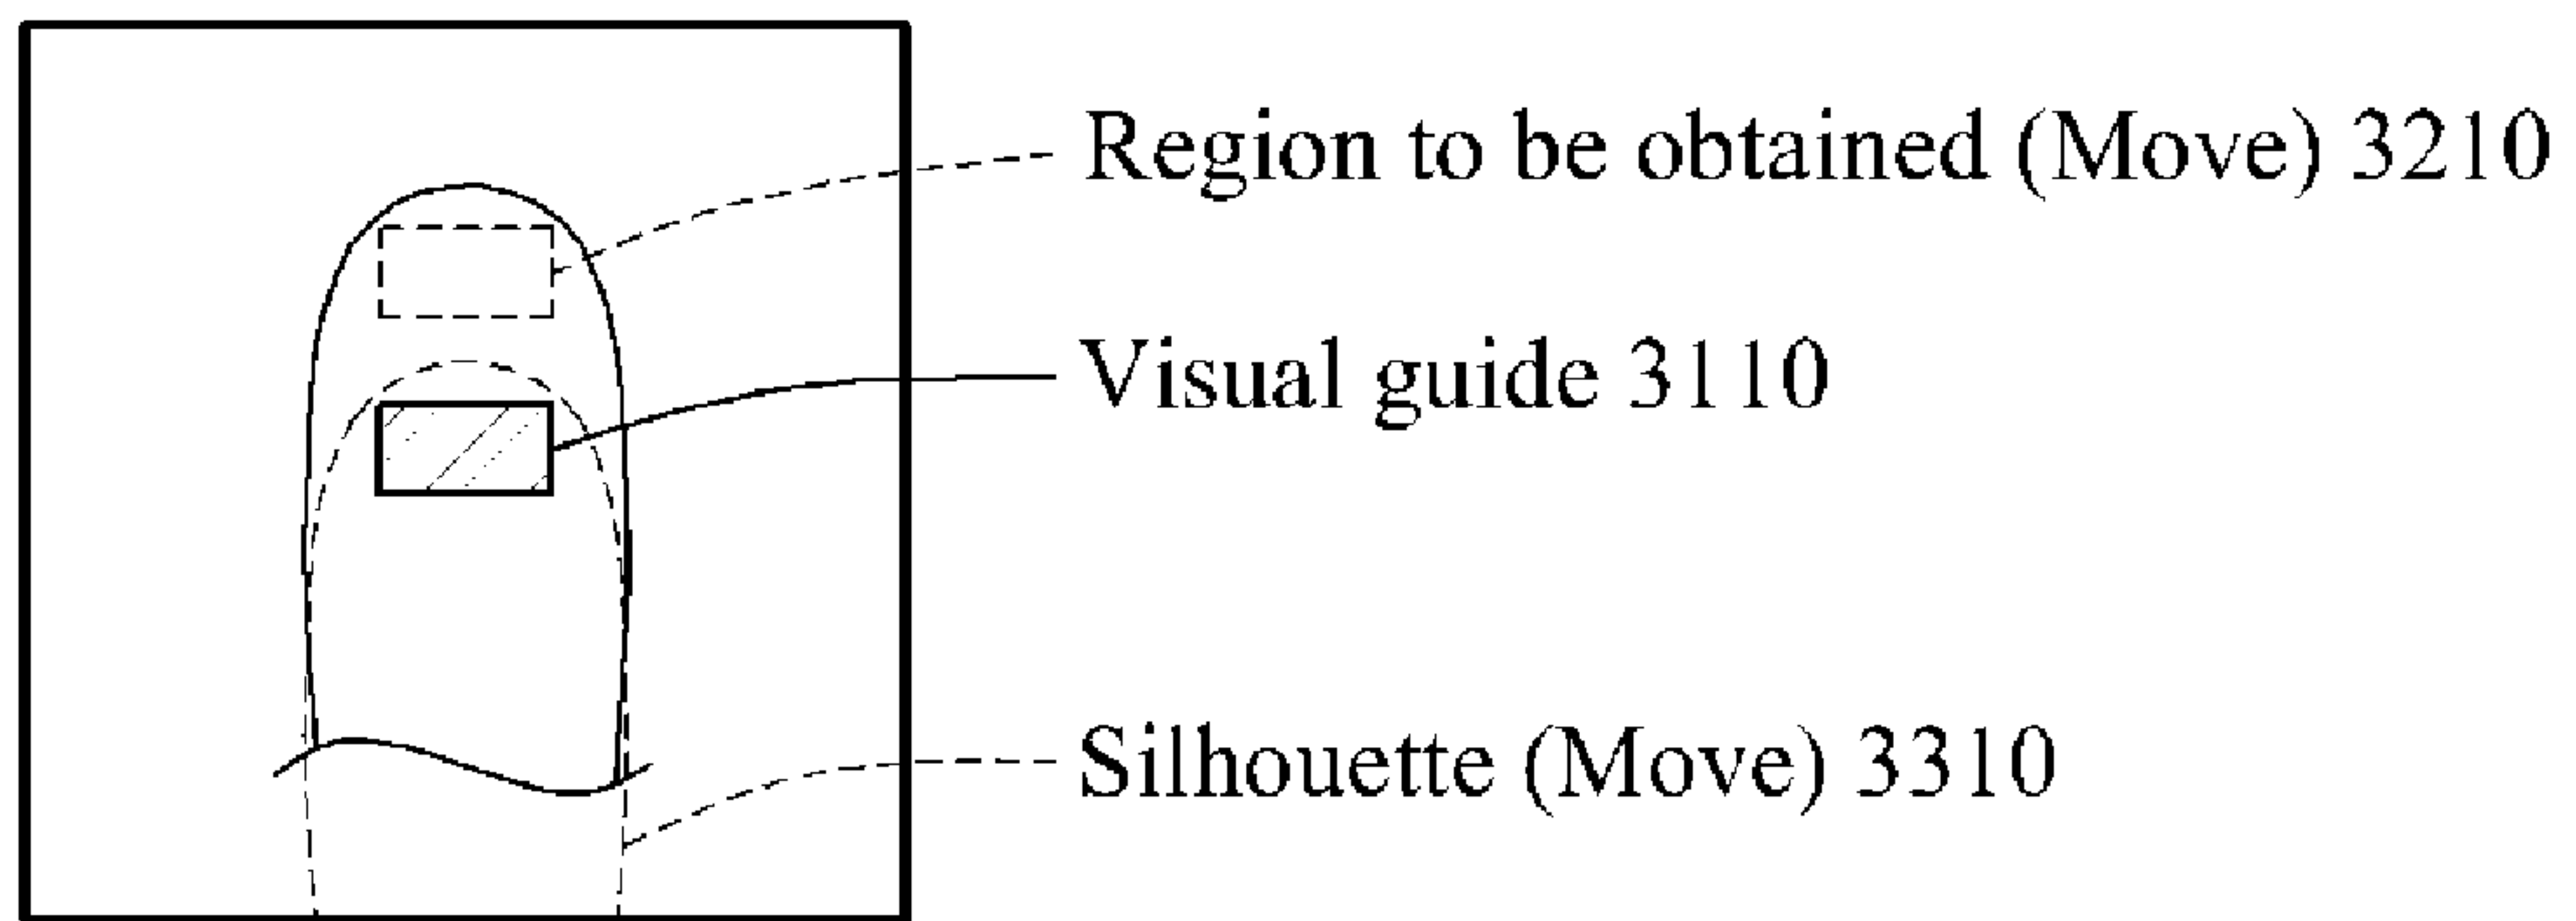 Region to be obtained (Move) 3210
Visual guide 3110
Silhouette (Move) 3310